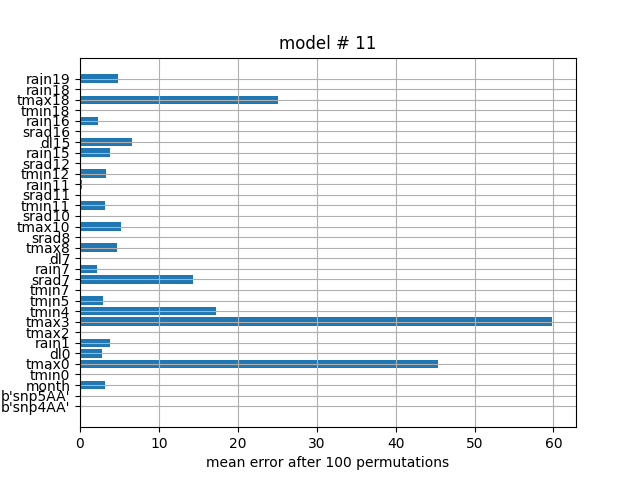 model # 11
rain19
rain18
tmax18
tmin18
rain16
srad16
dl15
rain15
srad12
tmin12
rain11
srad11
tmin11
srad10
tmax10
srad8
tmax8
dl7
rain7
srad7
tmin7
tmin5
tmin4
tmax3
tmax2
rain1
dl0
tmax0
tmin0
month
b'snp5AA'
b'snp4AA'
0 10 20 30 40 50 60
mean error after 100 permutations